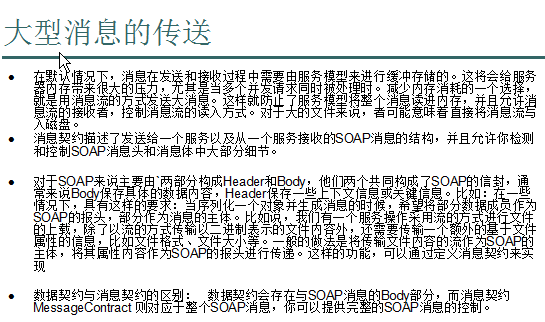 大型消息的传送
● 在默认情况下，消息在发送和接收过程中需要由服务模型来进行缓冲存储的。这将会给服务
器内存带来很大的压力，尤其是当多个并发请求同时被处理时。减少内存消耗的一个选择，
就是用消息流的方式发送大消息。这样就防止了服务模型将整个消息读进内存，并且允许消
息流的接收者，控制消息流的读入方式。对于大的文件来说，者可能意味着直接将消息流写
入磁盘。
● 消息契约描述了发送给一个服务以及从一个服务接收的SOAP消息的结构，并且允许你检测
和控制SOAP消息头和消息体中大部分细节。
● 对于SOAP来说主要由`两部分构成Header和Body，他们两个共同构成了SOAP的信封，通
常来说Body保存具体的数据内容，Header保存一些上下文信息或关键信息。比如：在一些
情况下，具有这样的要求：当序列化一个对象并生成消息的时候，希望将部分数据成员作为
SOAP的报头，部分作为消息的主体。比如说，我们有一个服务操作采用流的方式进行文件
的上载，除了以流的方式传输以二进制表示的文件内容外，还需要传输一个额外的基于文件
属性的信息，比如文件格式、文件大小等。一般的做法是将传输文件内容的流作为SOAP的
主体，将其属性内容作为SOAP的报头进行传递。这样的功能，可以通过定义消息契约来实
现
● 数据契约与消息契约的区别： 数据契约会存在与SOAP消息的Body部分，而消息契约
MessageContract 则对应于整个SOAP消息，你可以提供完整的SOAP消息的控制。